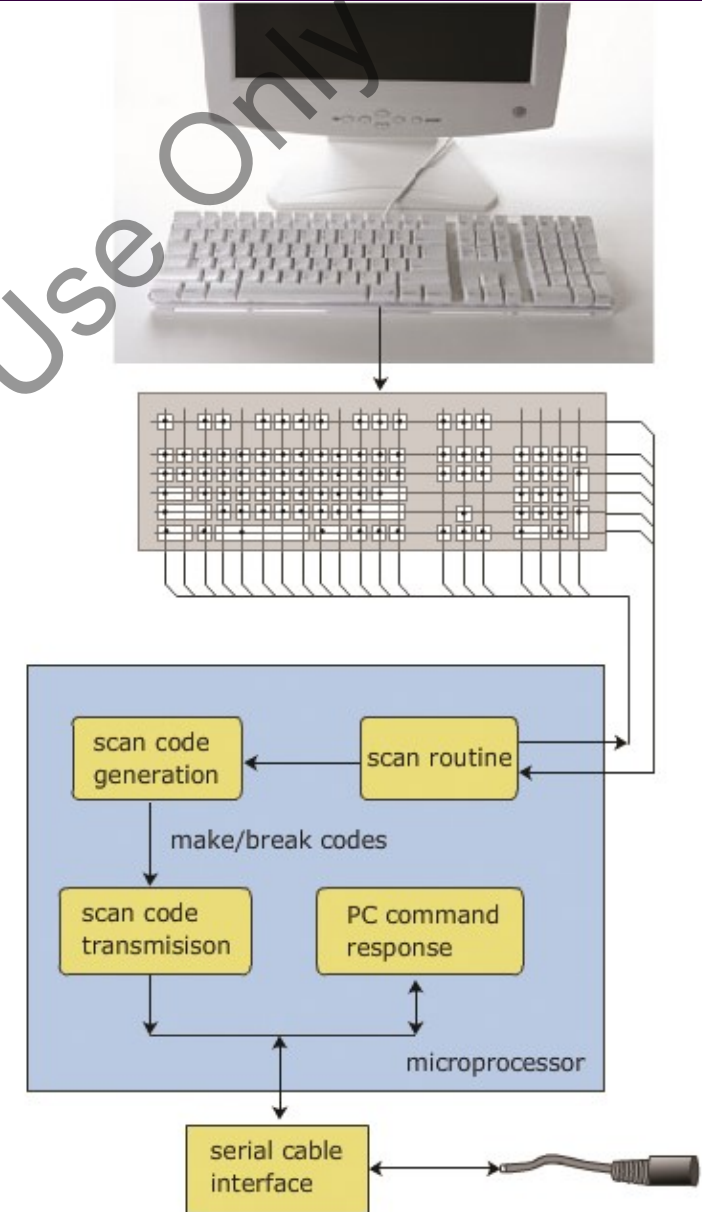 Use Only
scan code
generation
scan routine
make/break codes
scan code
transmisison
PC command
response
microprocessor
serial cable
interface